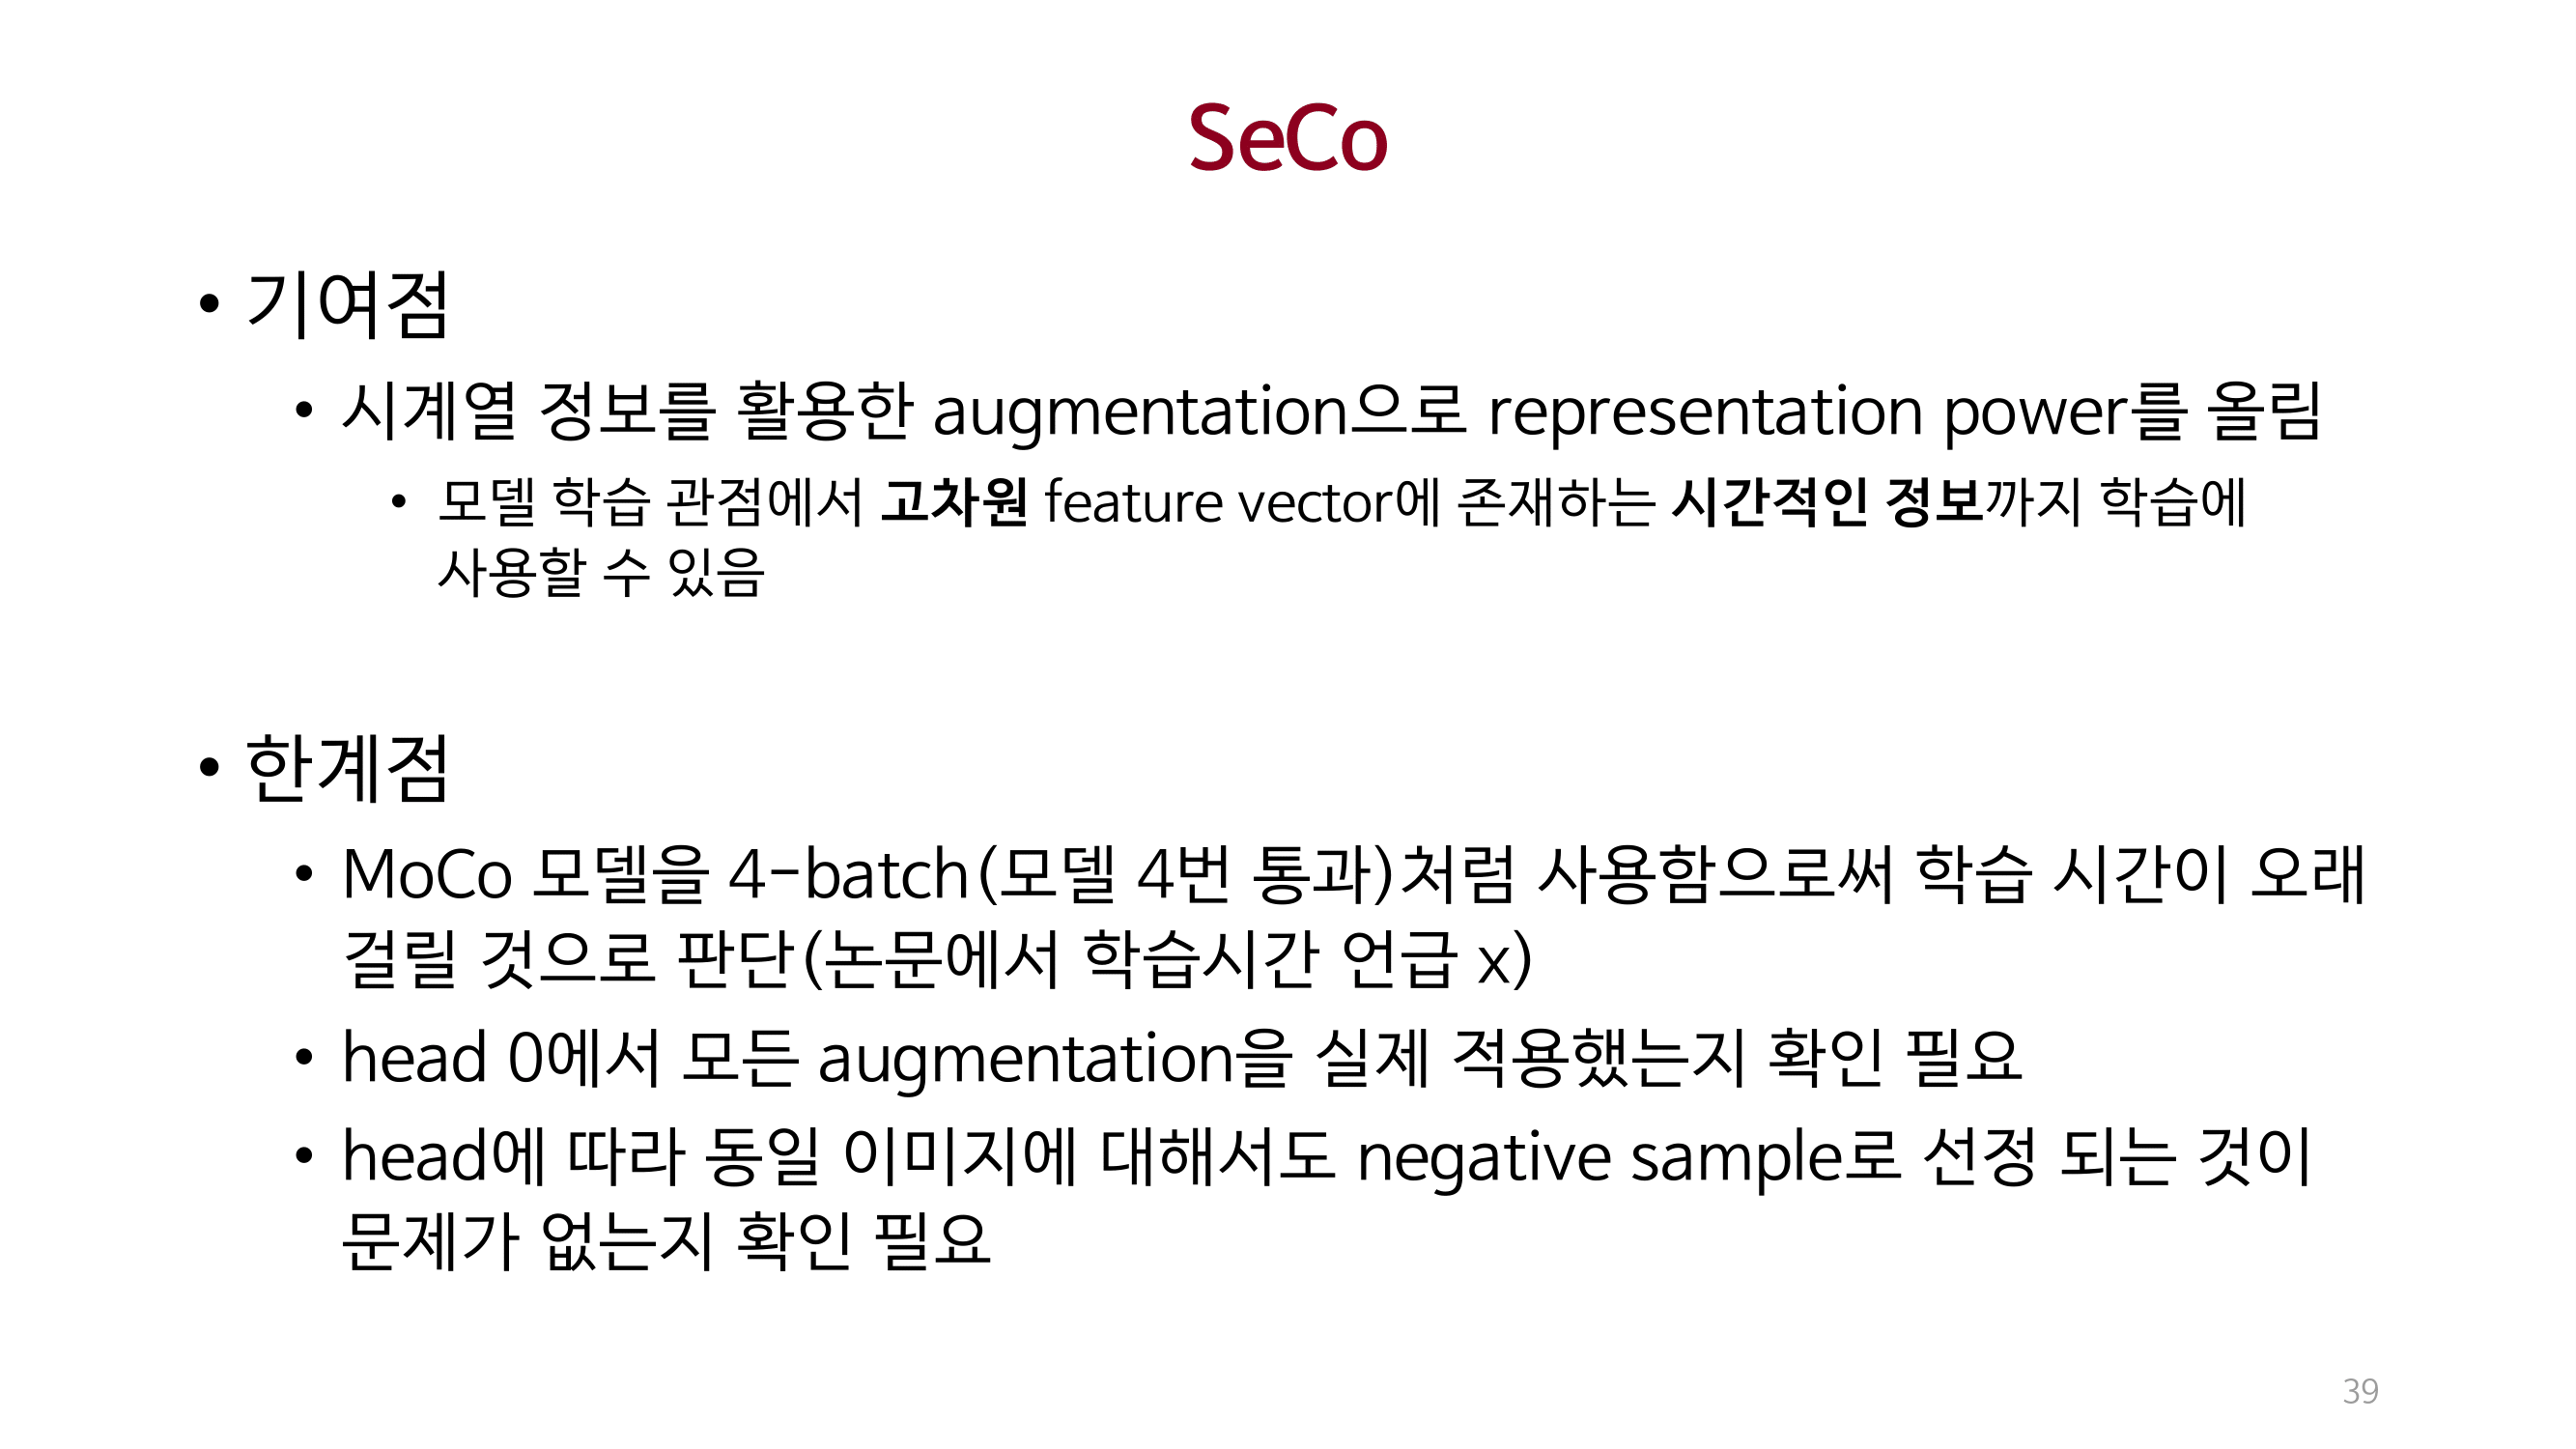 SeCo
• 기여점
• 시계열 정보를 활용한 augmentation으로 representation power를 올림
• 모델 학습 관점에서 고차원 feature vector에 존재하는 시간적인 정보까지 학습에
사용할 수 있음
• 한계점
• MoCo 모델을 4-batch(모델 4번 통과)처럼 사용함으로써 학습 시간이 오래
걸릴 것으로 판단(논문에서 학습시간 언급 x)
• head 0에서 모든 augmentation을 실제 적용했는지 확인 필요
• head에 따라 동일 이미지에 대해서도 negative sample로 선정 되는 것이
문제가 없는지 확인 필요
39